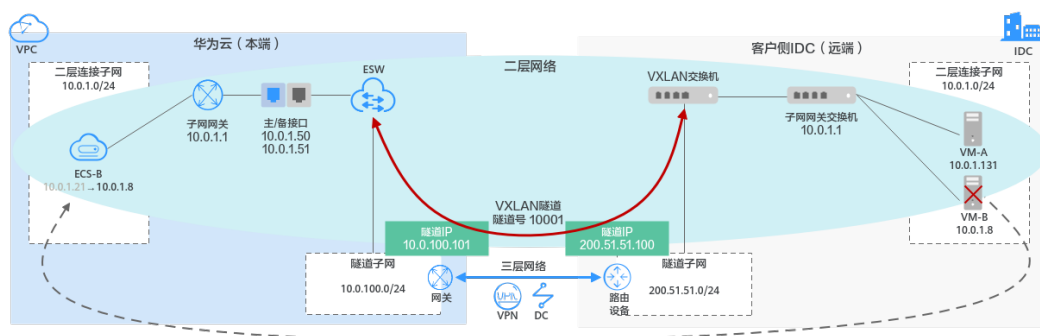 VPC
华为云（本端）
客户侧IDC（远端）
IDC
二层连接子网
10.0.1.0/24
子网网关
10.0.1.1
主/备接口
10.0.1.50
10.0.1.51
ESW
二层网络
VXLAN交换机
子网网关交换机
10.0.1.1
二层连接子网
10.0.1.0/24
VM-A
10.0.1.131
VM-B
10.0.1.8
ECS-B
10.0.1.21→10.0.1.8
VXLAN隧道
隧道号 10001
隧道IP
10.0.100.101
隧道IP
200.51.51.100
隧道子网
10.0.100.0/24
网关
三层网络
VPN
DC
路由
设备
隧道子网
200.51.51.0/24